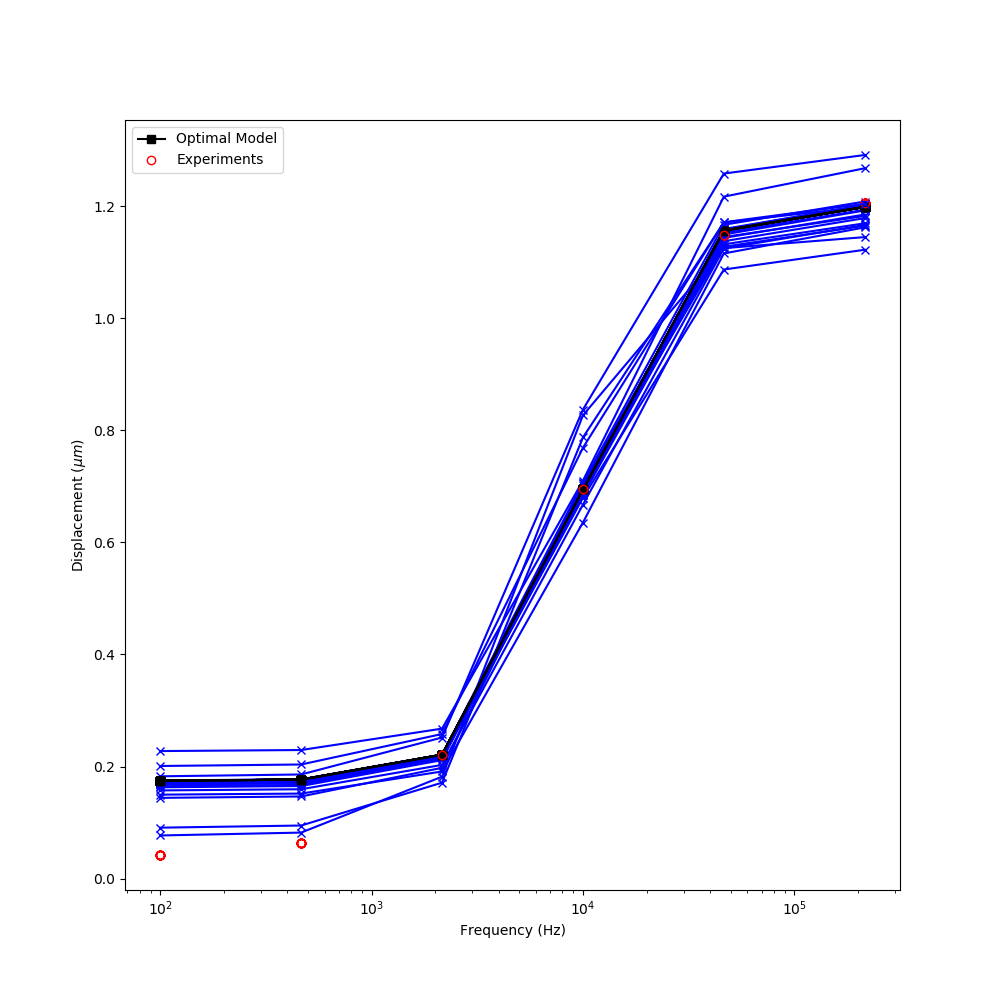 Optimal Model
Experiments
1.2
1.0
0.8
0.6
0.4
0.2
0.0
Displacement (μm)
10²
10³
10⁴
10⁵
Frequency (Hz)